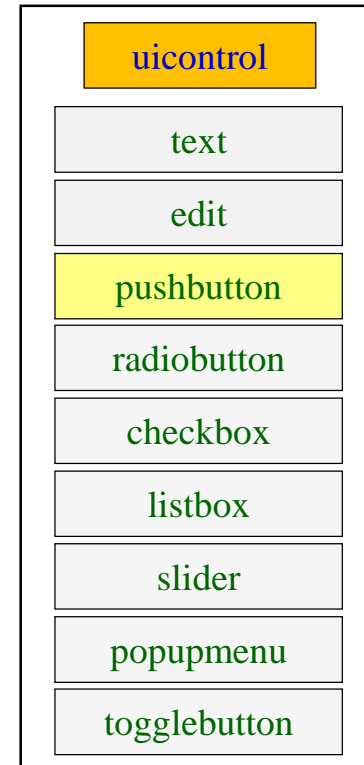 uicontrol
text
edit
pushbutton
radiobutton
checkbox
listbox
slider
popupmenu
togglebutton